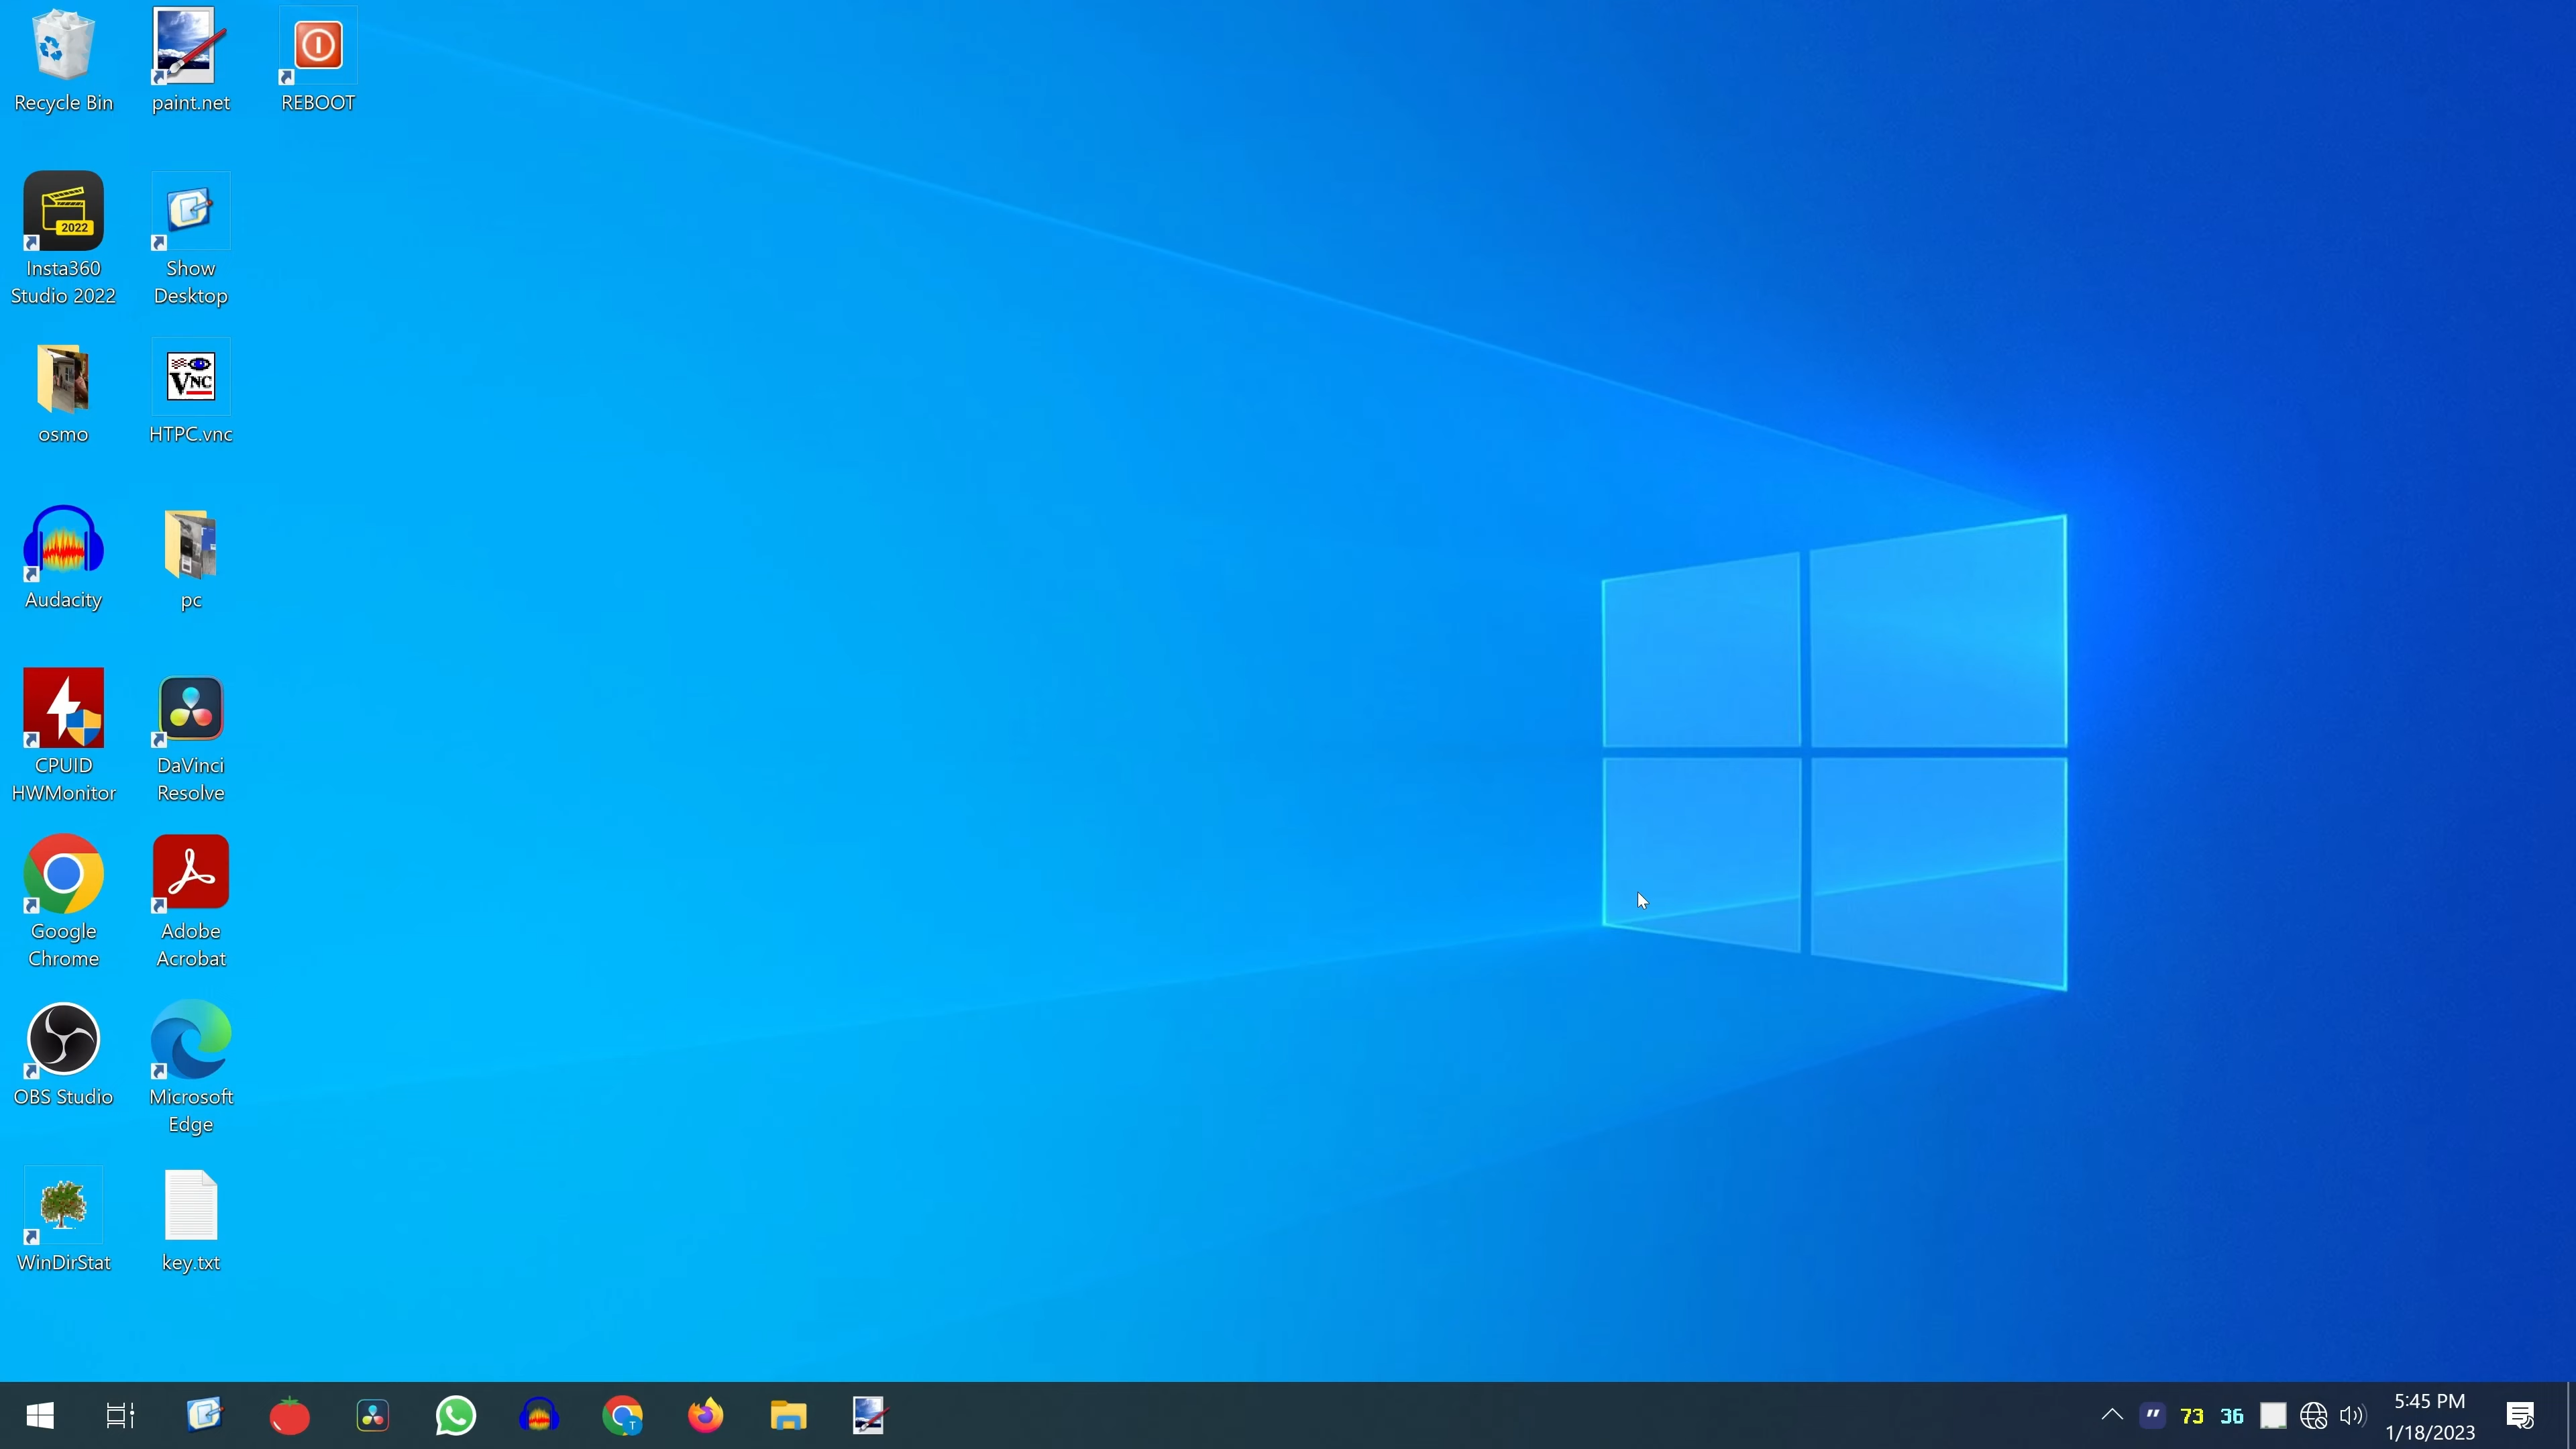 Recycle Bin
paint.net
REBOOT
2022
Insta360
Studio 2022
Show
Desktop
osmo
VNC
HTPC.vnc
Audacity
pc
CPUID
HWMonitor
DaVinci
Resolve
Google
Chrome
Adobe
Acrobat
OBS Studio
Microsoft
Edge
WinDirStat
key.txt
T
73
36
5:45 PM
1/18/2023